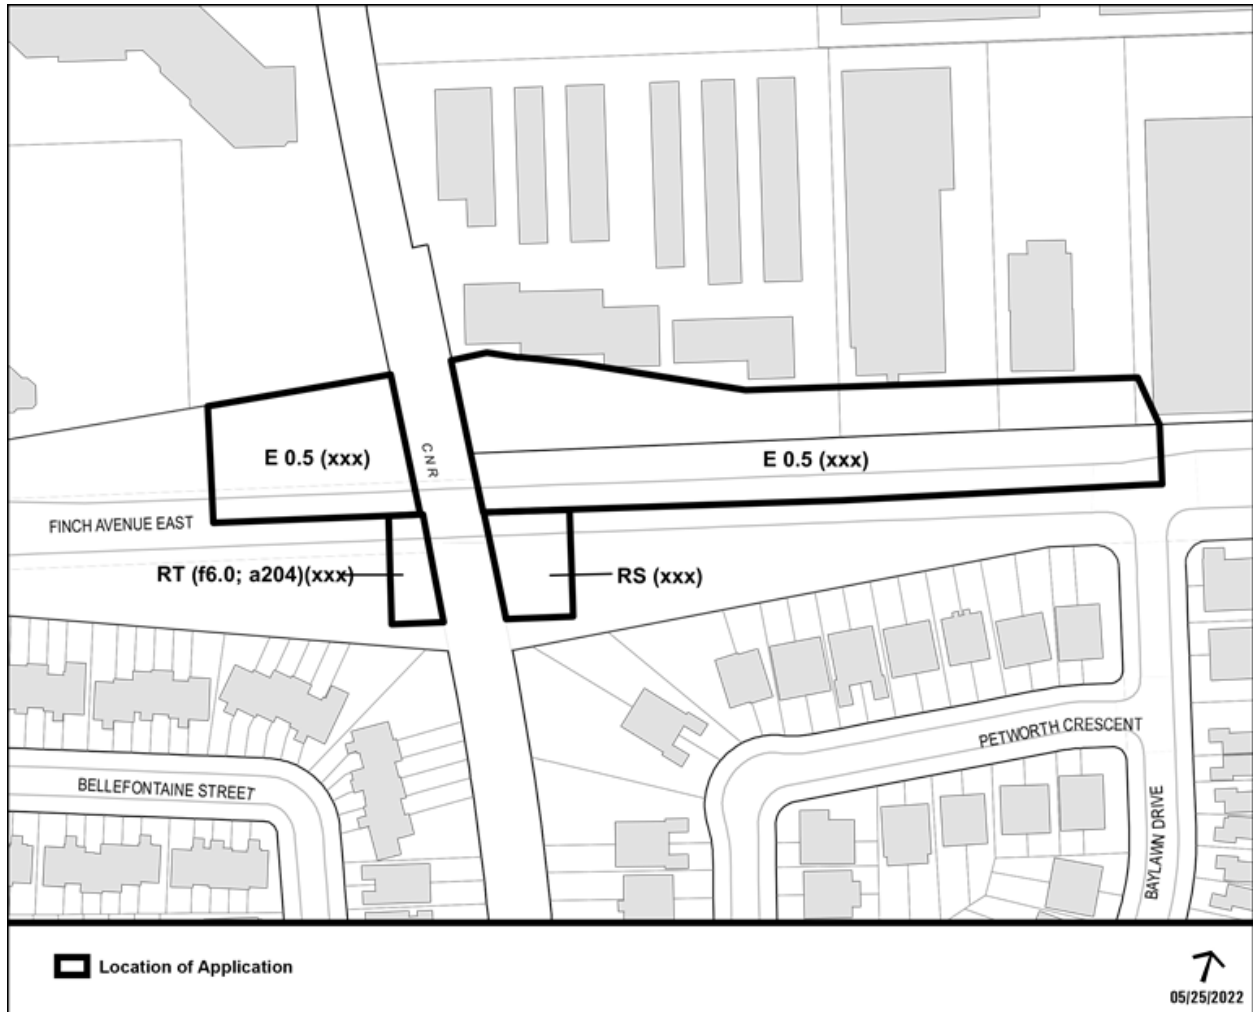 CNR
E 0.5 (xxx)
E 0.5 (xxx)
FINCH AVENUE EAST
RT (f6.0; a204)(xxx)
RS (xxx)
PETWORTH CRESCENT
BELLEFONTAINE STREET
BAYLAWN DRIVE
Location of Application
05/25/2022